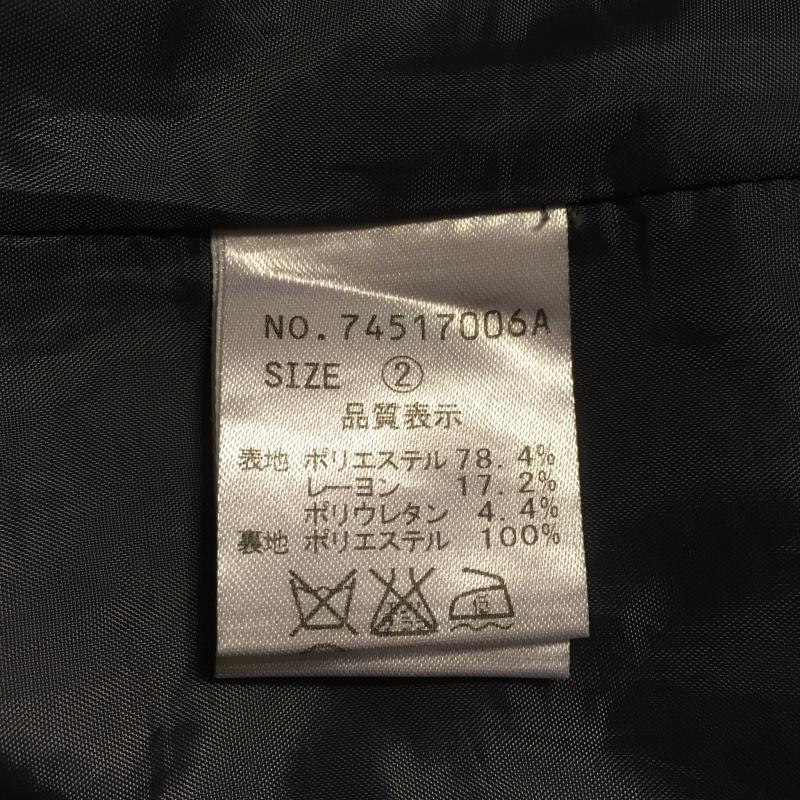 NO.74517006A
SIZE ②
品質表示
表地 ポリエステル 78.4%
レーヨン 17.2%
ポリウレタン 4.4%
裏地 ポリエステル 100%